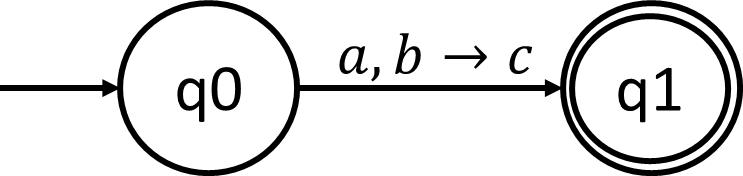 a, b → c
q0
q1